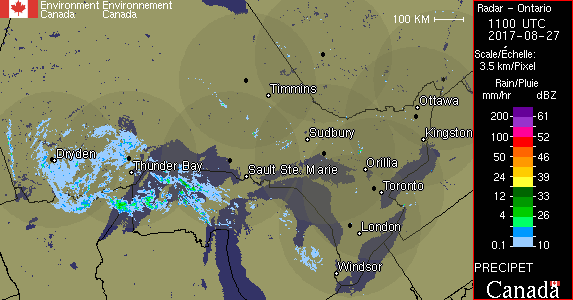 Environment Environnement
Canada Canada
100 KM
Timmins
Ottawa
Sudbury
Kingston
Dryden
Thunder Bay
Sault Ste. Marie
Orillia
Toronto
London
Windsor
Radar - Ontario
1100 UTC
2017-08-27
Scale/Échelle:
3.5 km/Pixel
Rain/Pluie
mm/hr dBZ
200 61
100 52
50 46
24 39
12 33
4 26
0.1 10
PRECIPET
Canada